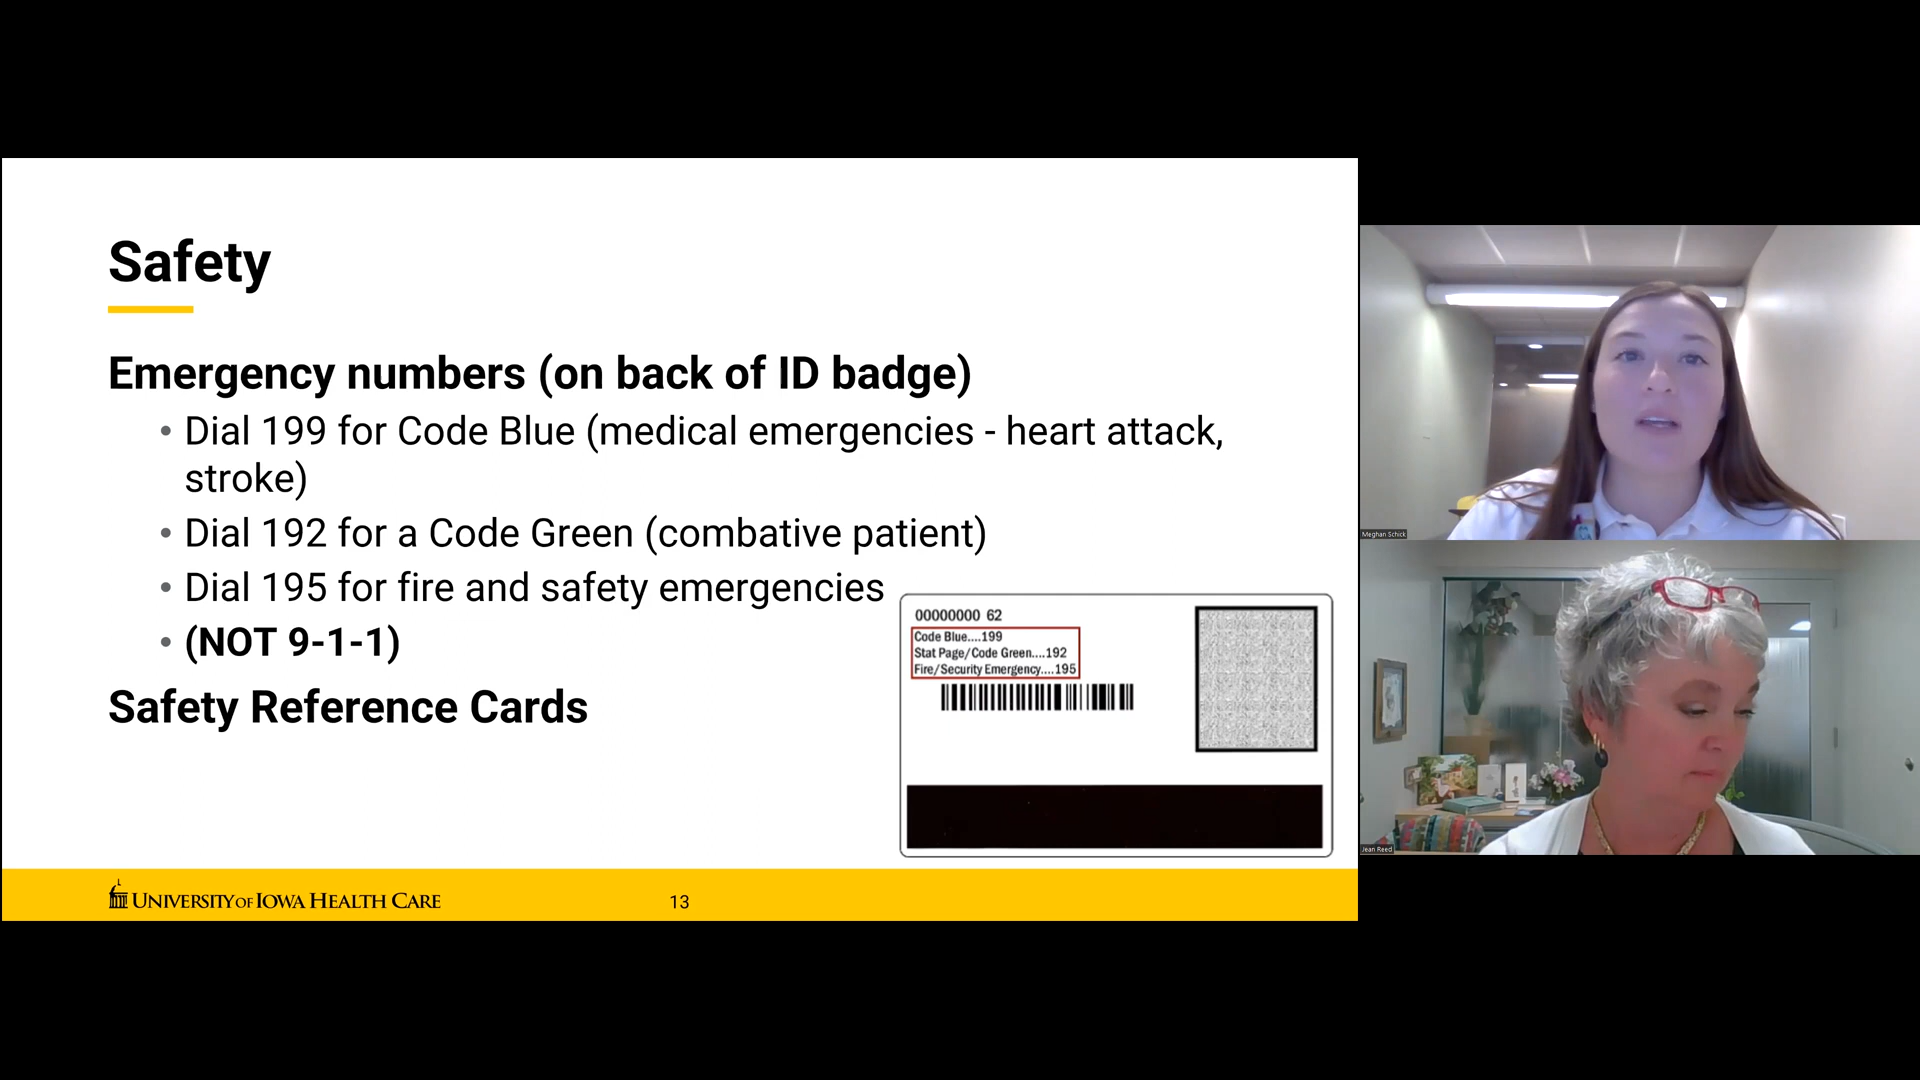 Safety
Emergency numbers (on back of ID badge)
• Dial 199 for Code Blue (medical emergencies - heart attack,
stroke)
• Dial 192 for a Code Green (combative patient)
• Dial 195 for fire and safety emergencies
• (NOT 9-1-1)
Safety Reference Cards
00000000 62
Code Blue....199
Stat Page/Code Green....192
Fire/Security Emergency....195
UNIVERSITY OF IOWA HEALTH CARE
13
Meghan Schick
Jean Reed